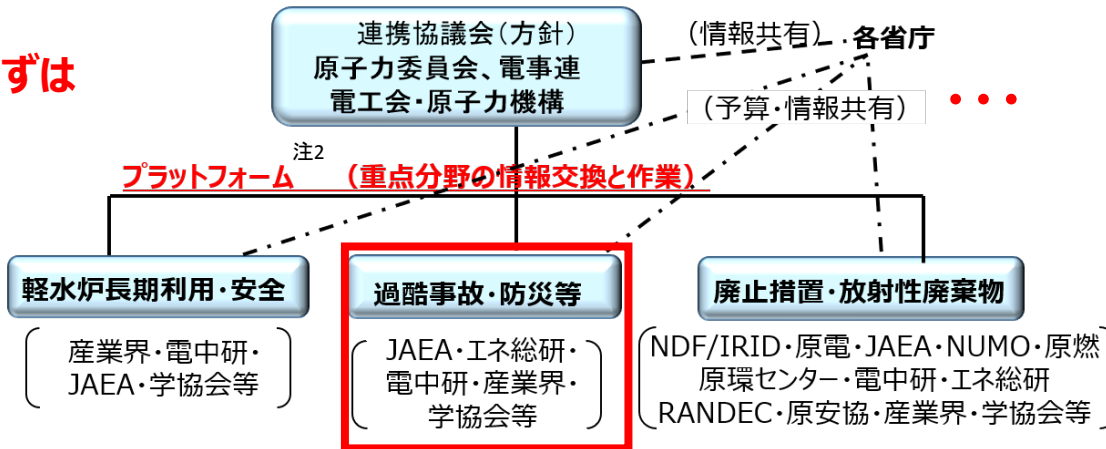 ずは
連携協議会(方針)
原子力委員会、電事連
電工会・原子力機構
(情報共有)
各省庁
(予算・情報共有)
・・・
注2
プラットフォーム (重点分野の情報交換と作業)
軽水炉長期利用・安全
産業界・電中研・
JAEA・学協会等
過酷事故・防災等
JAEA・エネ総研・
電中研・産業界・
学協会等
廃止措置・放射性廃棄物
NDF/IRID・原電・JAEA・NUMO・原燃
原環センター・電中研・エネ総研
RANDEC・原安協・産業界・学協会等